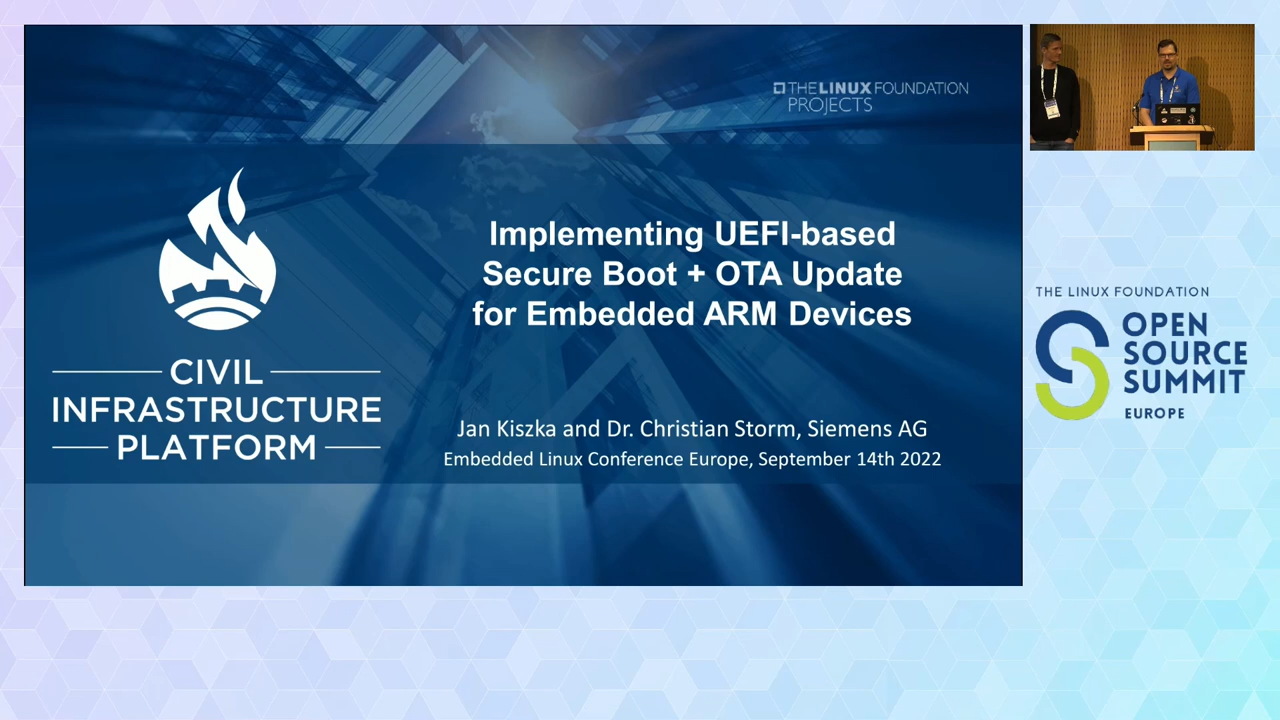 THE LINUX FOUNDATION
PROJECTS
Implementing UEFI-based
Secure Boot + OTA Update
for Embedded ARM Devices
CIVIL
INFRASTRUCTURE
PLATFORM
Jan Kiszka and Dr. Christian Storm, Siemens AG
Embedded Linux Conference Europe, September 14th 2022
THE LINUX FOUNDATION
OPEN
SOURCE
SUMMIT
EUROPE